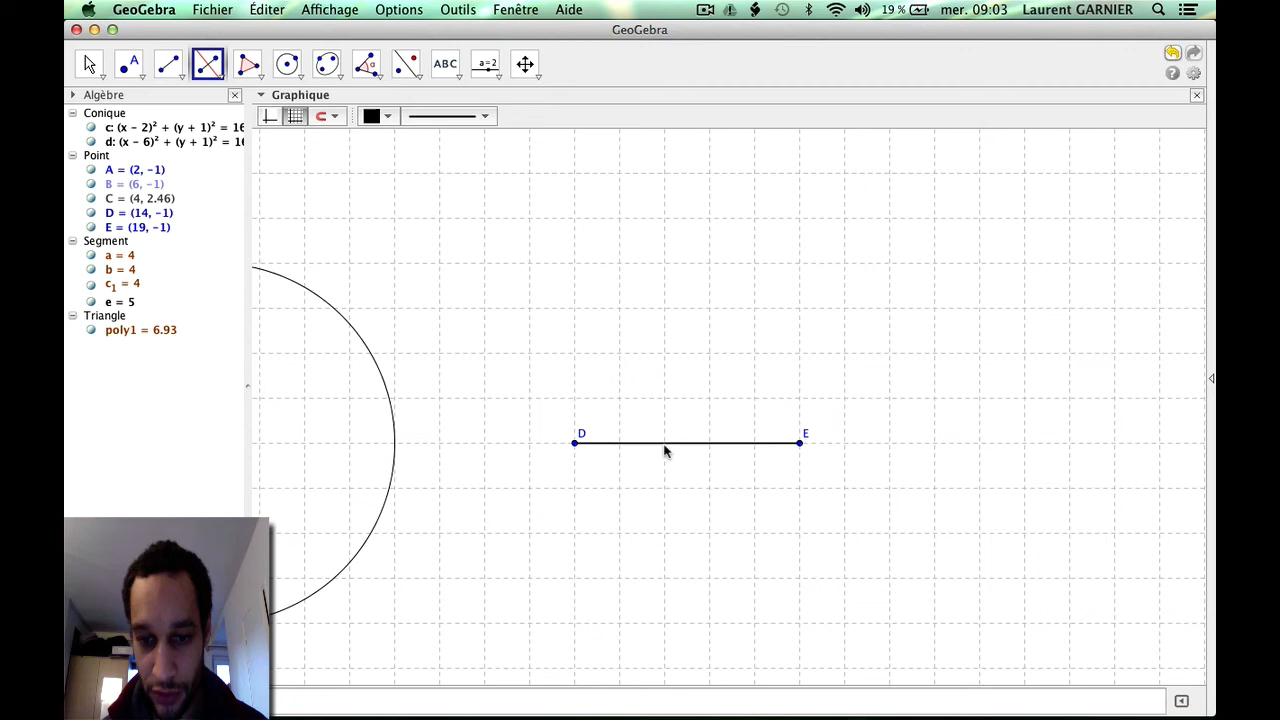 GeoGebra Fichier Éditer Affichage Options Outils Fenêtre Aide 19 % mer. 09:03 Laurent GARNIER
GeoGebra
A α ABC a=2
Algèbre
Graphique
Conique
c: (x – 2)² + (y + 1)² = 16
d: (x – 6)² + (y + 1)² = 16
Point
A = (2, –1)
B = (6, –1)
C = (4, 2.46)
D = (14, –1)
E = (19, –1)
Segment
a = 4
b = 4
c₁ = 4
e = 5
Triangle
poly1 = 6.93
D E